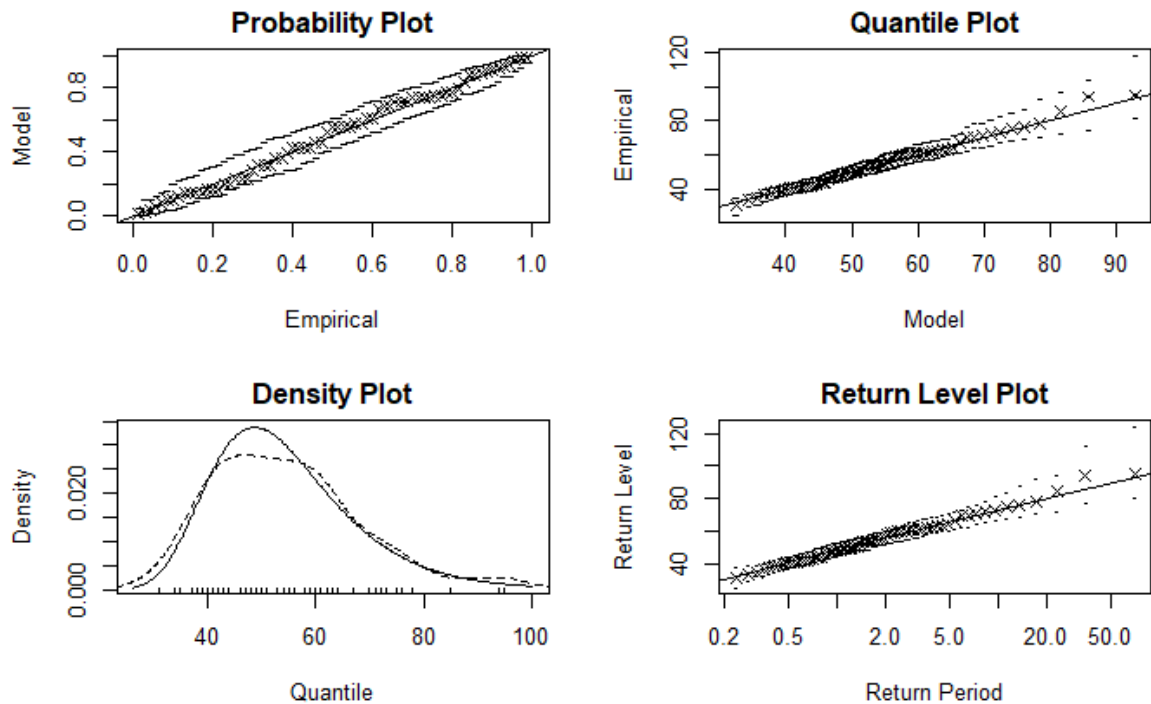 Probability Plot
Model
0.0 0.4 0.8
0.0 0.2 0.4 0.6 0.8 1.0
Empirical
Quantile Plot
Empirical
40 80 120
40 50 60 70 80 90
Model
Density Plot
Density
0.000 0.020
40 60 80 100
Quantile
Return Level Plot
Return Level
40 80 120
0.2 0.5 2.0 5.0 20.0 50.0
Return Period